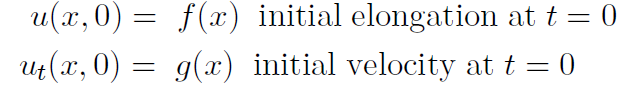 u(x, 0) = f(x) initial elongation at t = 0
u_t(x, 0) = g(x) initial velocity at t = 0